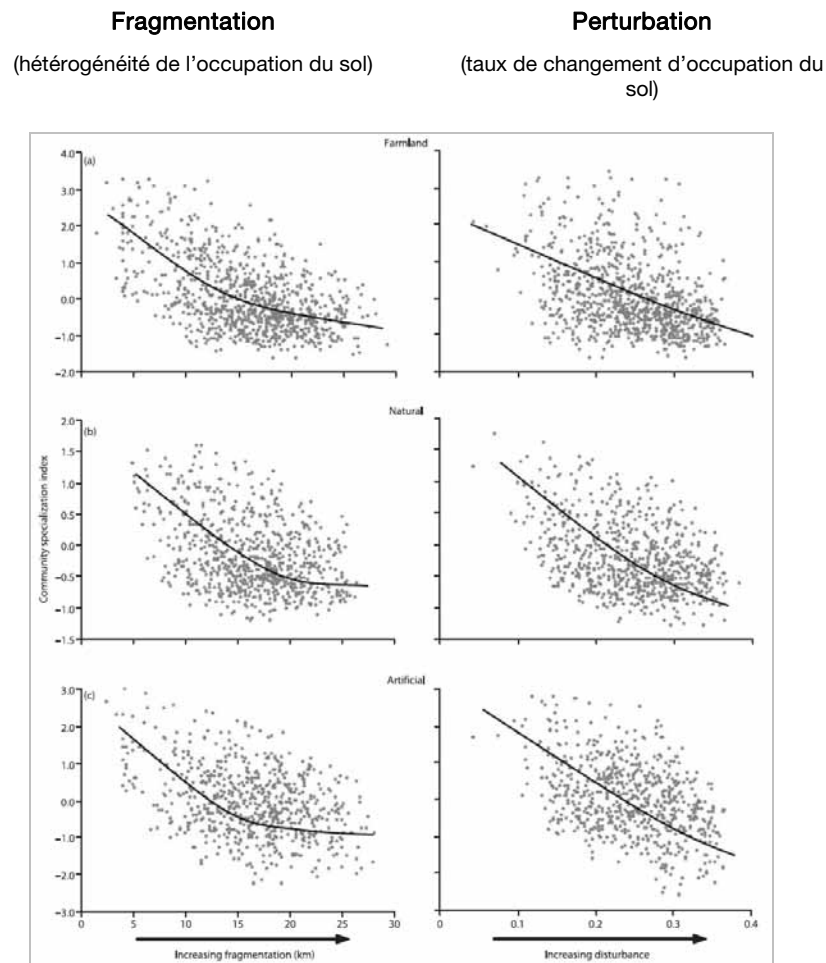 Fragmentation
Perturbation
(hétérogénéité de l'occupation du sol)
(taux de changement d'occupation du
sol)
Farmland
(a)
4.0
3.0
2.0
1.0
0.0
−1.0
−2.0
Natural
(b)
2.0
1.5
1.0
0.5
0.0
−0.5
−1.0
−1.5
Community specialization index
Artificial
(c)
3.0
2.0
1.0
0.0
−1.0
−2.0
−3.0
0 5 10 15 20 25 30
0 0.1 0.2 0.3 0.4
Increasing fragmentation (km)
Increasing disturbance